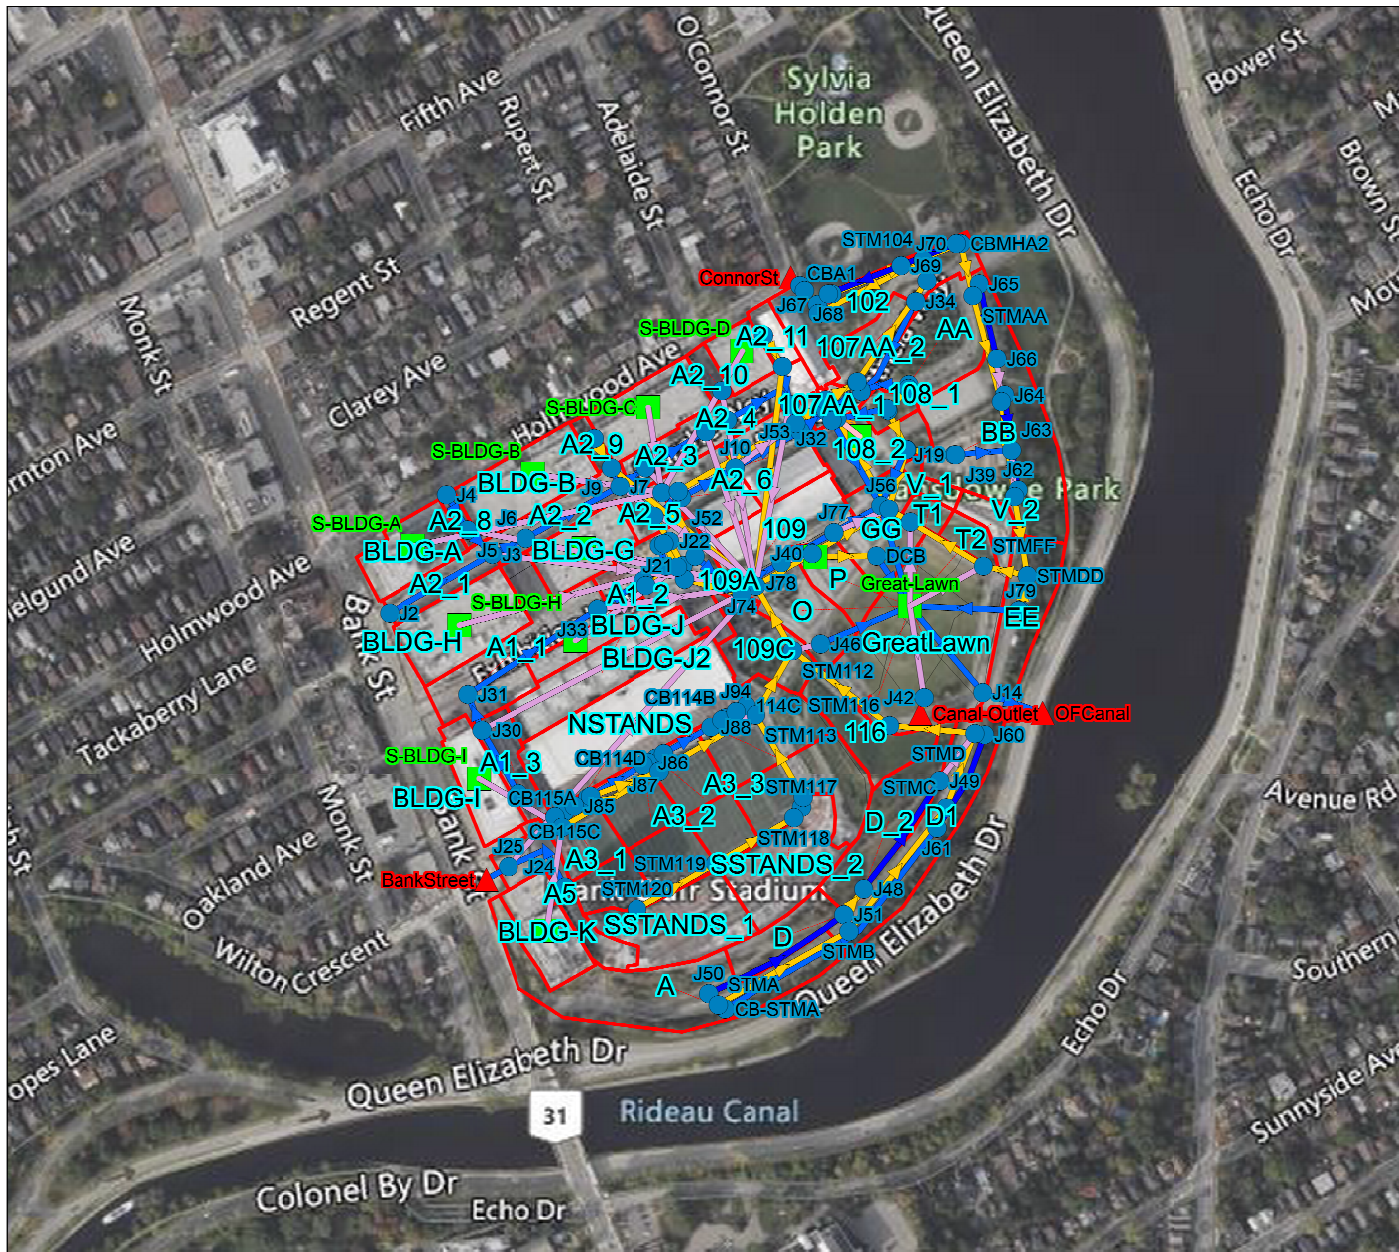 Queen Elizabeth Dr
Bower St
O'Connor St
Fifth Ave
Sylvia
Holden
Park
Rupert St
Adelaide St
Brown St
Echo Dr
STM104
J70
CBMHA2
Regent St
ConnorSt
CBA1
J69
J67
102
J68
J34
J65
STMAA
AA
Monk St
S-BLDG-D
A2_11
107AA_2
J66
Clarey Ave
Holmwood Ave
A2_10
S-BLDG-C
107AA_1
108_1
J64
A2_4
J53
J32
BB
J63
A2_9
S-BLDG-B
A2_3
J10
108_2
J19
J39
J62
BLDG-B
J9
J7
A2_6
J56
V_1
Lansdowne Park
V_2
J4
A2_8
J6
A2_2
A2_5
J52
109
J77
GG
T1
T2
STMFF
S-BLDG-A
BLDG-A
J5
J3
BLDG-G
J22
J21
J40
DCB
STMDD
A2_1
S-BLDG-H
A1_2
109A
J78
P
Great-Lawn
J79
J2
BLDG-H
J33
BLDG-J
J74
O
EE
Holmwood Ave
Bank St
A1_1
BLDG-J2
109C
J46
GreatLawn
STM112
Tackaberry Lane
J31
CB114B
J94
114C
STM116
J42
J14
J30
NSTANDS
J88
STM113
116
Canal-Outlet
OFCanal
J60
S-BLDG-I
A1_3
CB114D
J86
STMD
BLDG-I
CB115A
J87
J85
A3_3
STM117
STMC
J49
Monk St
Bank St
CB115C
A3_2
STM118
D_2
D1
J61
Avenue Rd
Oakland Ave
J25
J24
A3_1
STM119
SSTANDS_2
BankStreet
A5
STM120
J48
BLDG-K
SSTANDS_1
J51
D
STMB
Wilton Crescent
A
J50
STMA
CB-STMA
Queen Elizabeth Dr
Echo Dr
Queen Elizabeth Dr
31
Rideau Canal
Sunnyside Ave
Colonel By Dr
Echo Dr